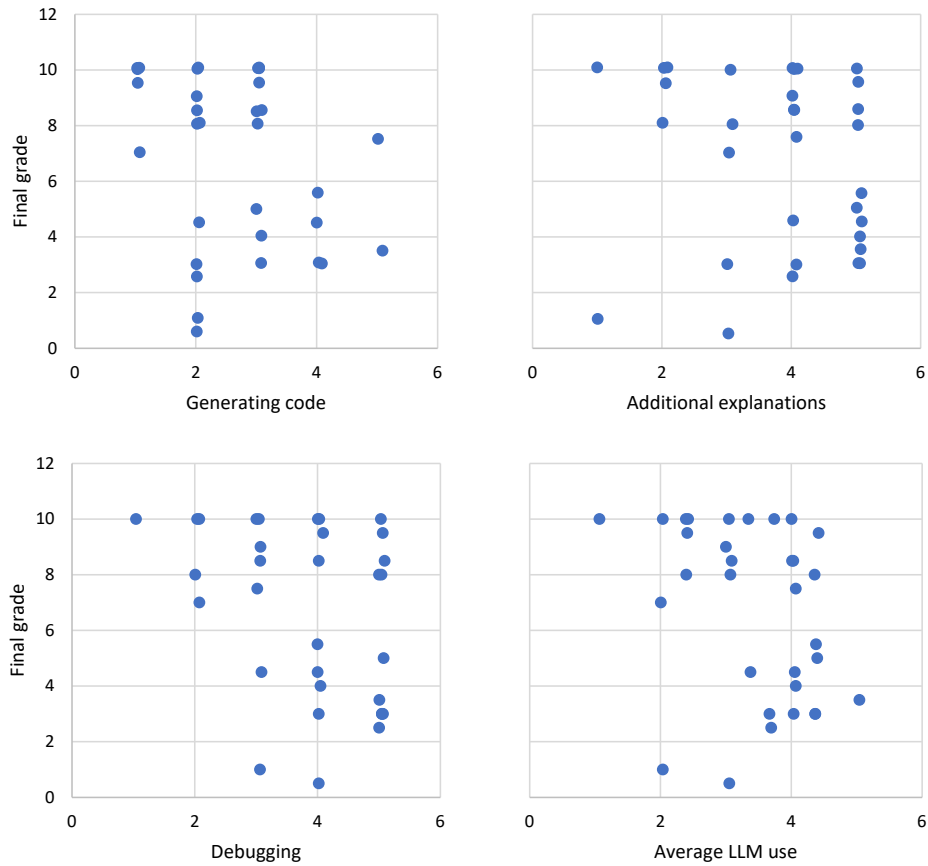 12
10
8
6
4
2
0
Final grade
0 2 4 6
Generating code
0 2 4 6
Additional explanations
12
10
8
6
4
2
0
Final grade
0 2 4 6
Debugging
0 2 4 6
Average LLM use